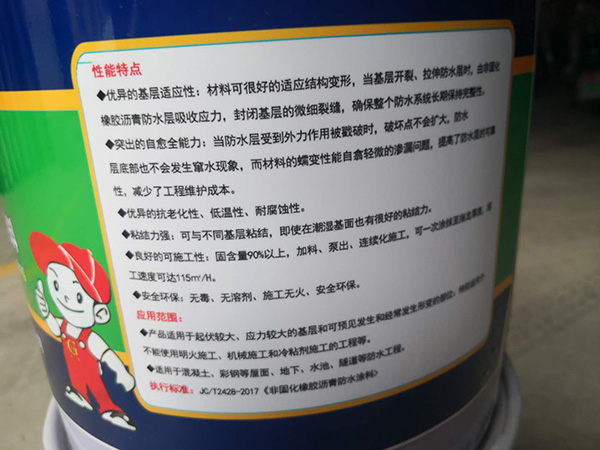 性能特点
◆优异的基层适应性：材料可很好的适应结构变形，当基层开裂、拉伸防水层时，由非固化
橡胶沥青防水层吸收应力，封闭基层的微细裂缝，确保整个防水系统长期保持完整性。
◆突出的自愈全能力：当防水层受到外力作用被戳破时，破坏点不会扩大，防水
层底部也不会发生窜水现象，而材料的蠕变性能自愈轻微的渗漏问题，提高了防水层的可靠
性，减少了工程维护成本。
◆优异的抗老化性、低温性、耐腐蚀性。
◆粘结力强：可与不同基层粘结，即使在潮湿基面也有很好的粘结力。
◆良好的可施工性：固含量90%以上，加料、泵出、连续化施工，可一次涂抹至指定厚度，
工速度可达115㎡/H。
◆安全环保：无毒、无溶剂、施工无火、安全环保。
应用范围：
◆产品适用于起伏较大、应力较大的基层和可预见发生和经常发生形变的部位；特别适用于
不能使用明火施工、机械施工和冷粘剂施工的工程等。
◆适用于混凝土、彩钢等屋面、地下、水池、隧道等防水工程。
执行标准：JC/T2428-2017《非固化橡胶沥青防水涂料》
G